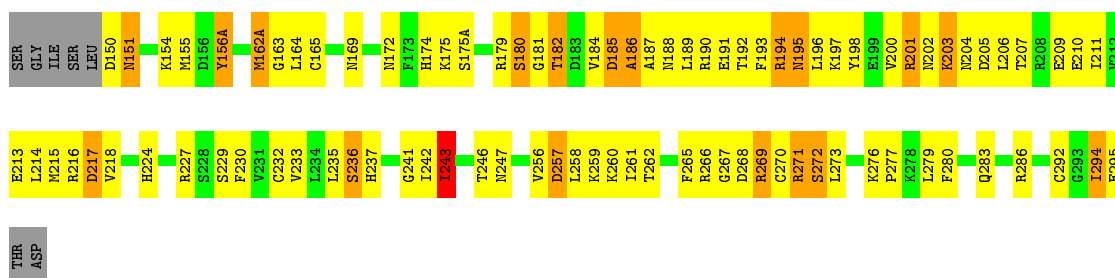 SER GLY ILE SER LEU D150 N151 K154 M155 D156 Y156A M162A G163 L164 C165 N169 N172 F173 H174 K175 S175A R179 S180 G181 T182 D183 V184 D185 A186 A187 N188 L189 R190 E191 T192 F193 R194 N195 L196 K197 Y198 E199 V200 R201 N202 K203 N204 D205 L206 T207 R208 E209 E210 I211 V212
E213 L214 M215 R216 D217 V218 H224 R227 S228 S229 F230 V231 C232 V233 L234 L235 S236 H237 G241 I242 I243 T246 N247 V256 D257 L258 K259 K260 I261 T262 F265 R266 G267 D268 R269 C270 R271 S272 L273 K276 P277 K278 L279 F280 Q283 R286 C292 G293 I294 E295
THR ASP